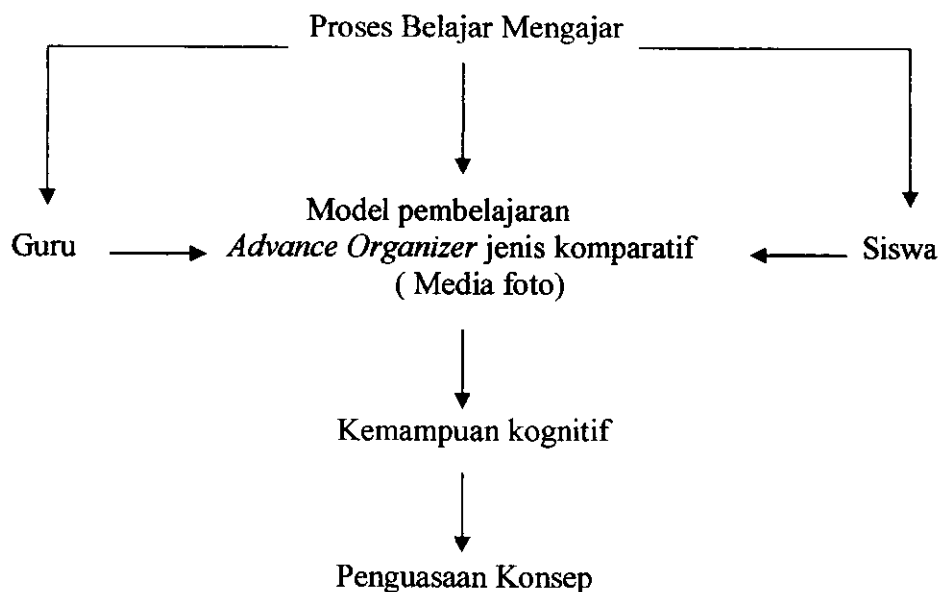 Proses Belajar Mengajar
Model pembelajaran
Guru Advance Organizer jenis komparatif Siswa
( Media foto)
Kemampuan kognitif
Penguasaan Konsep